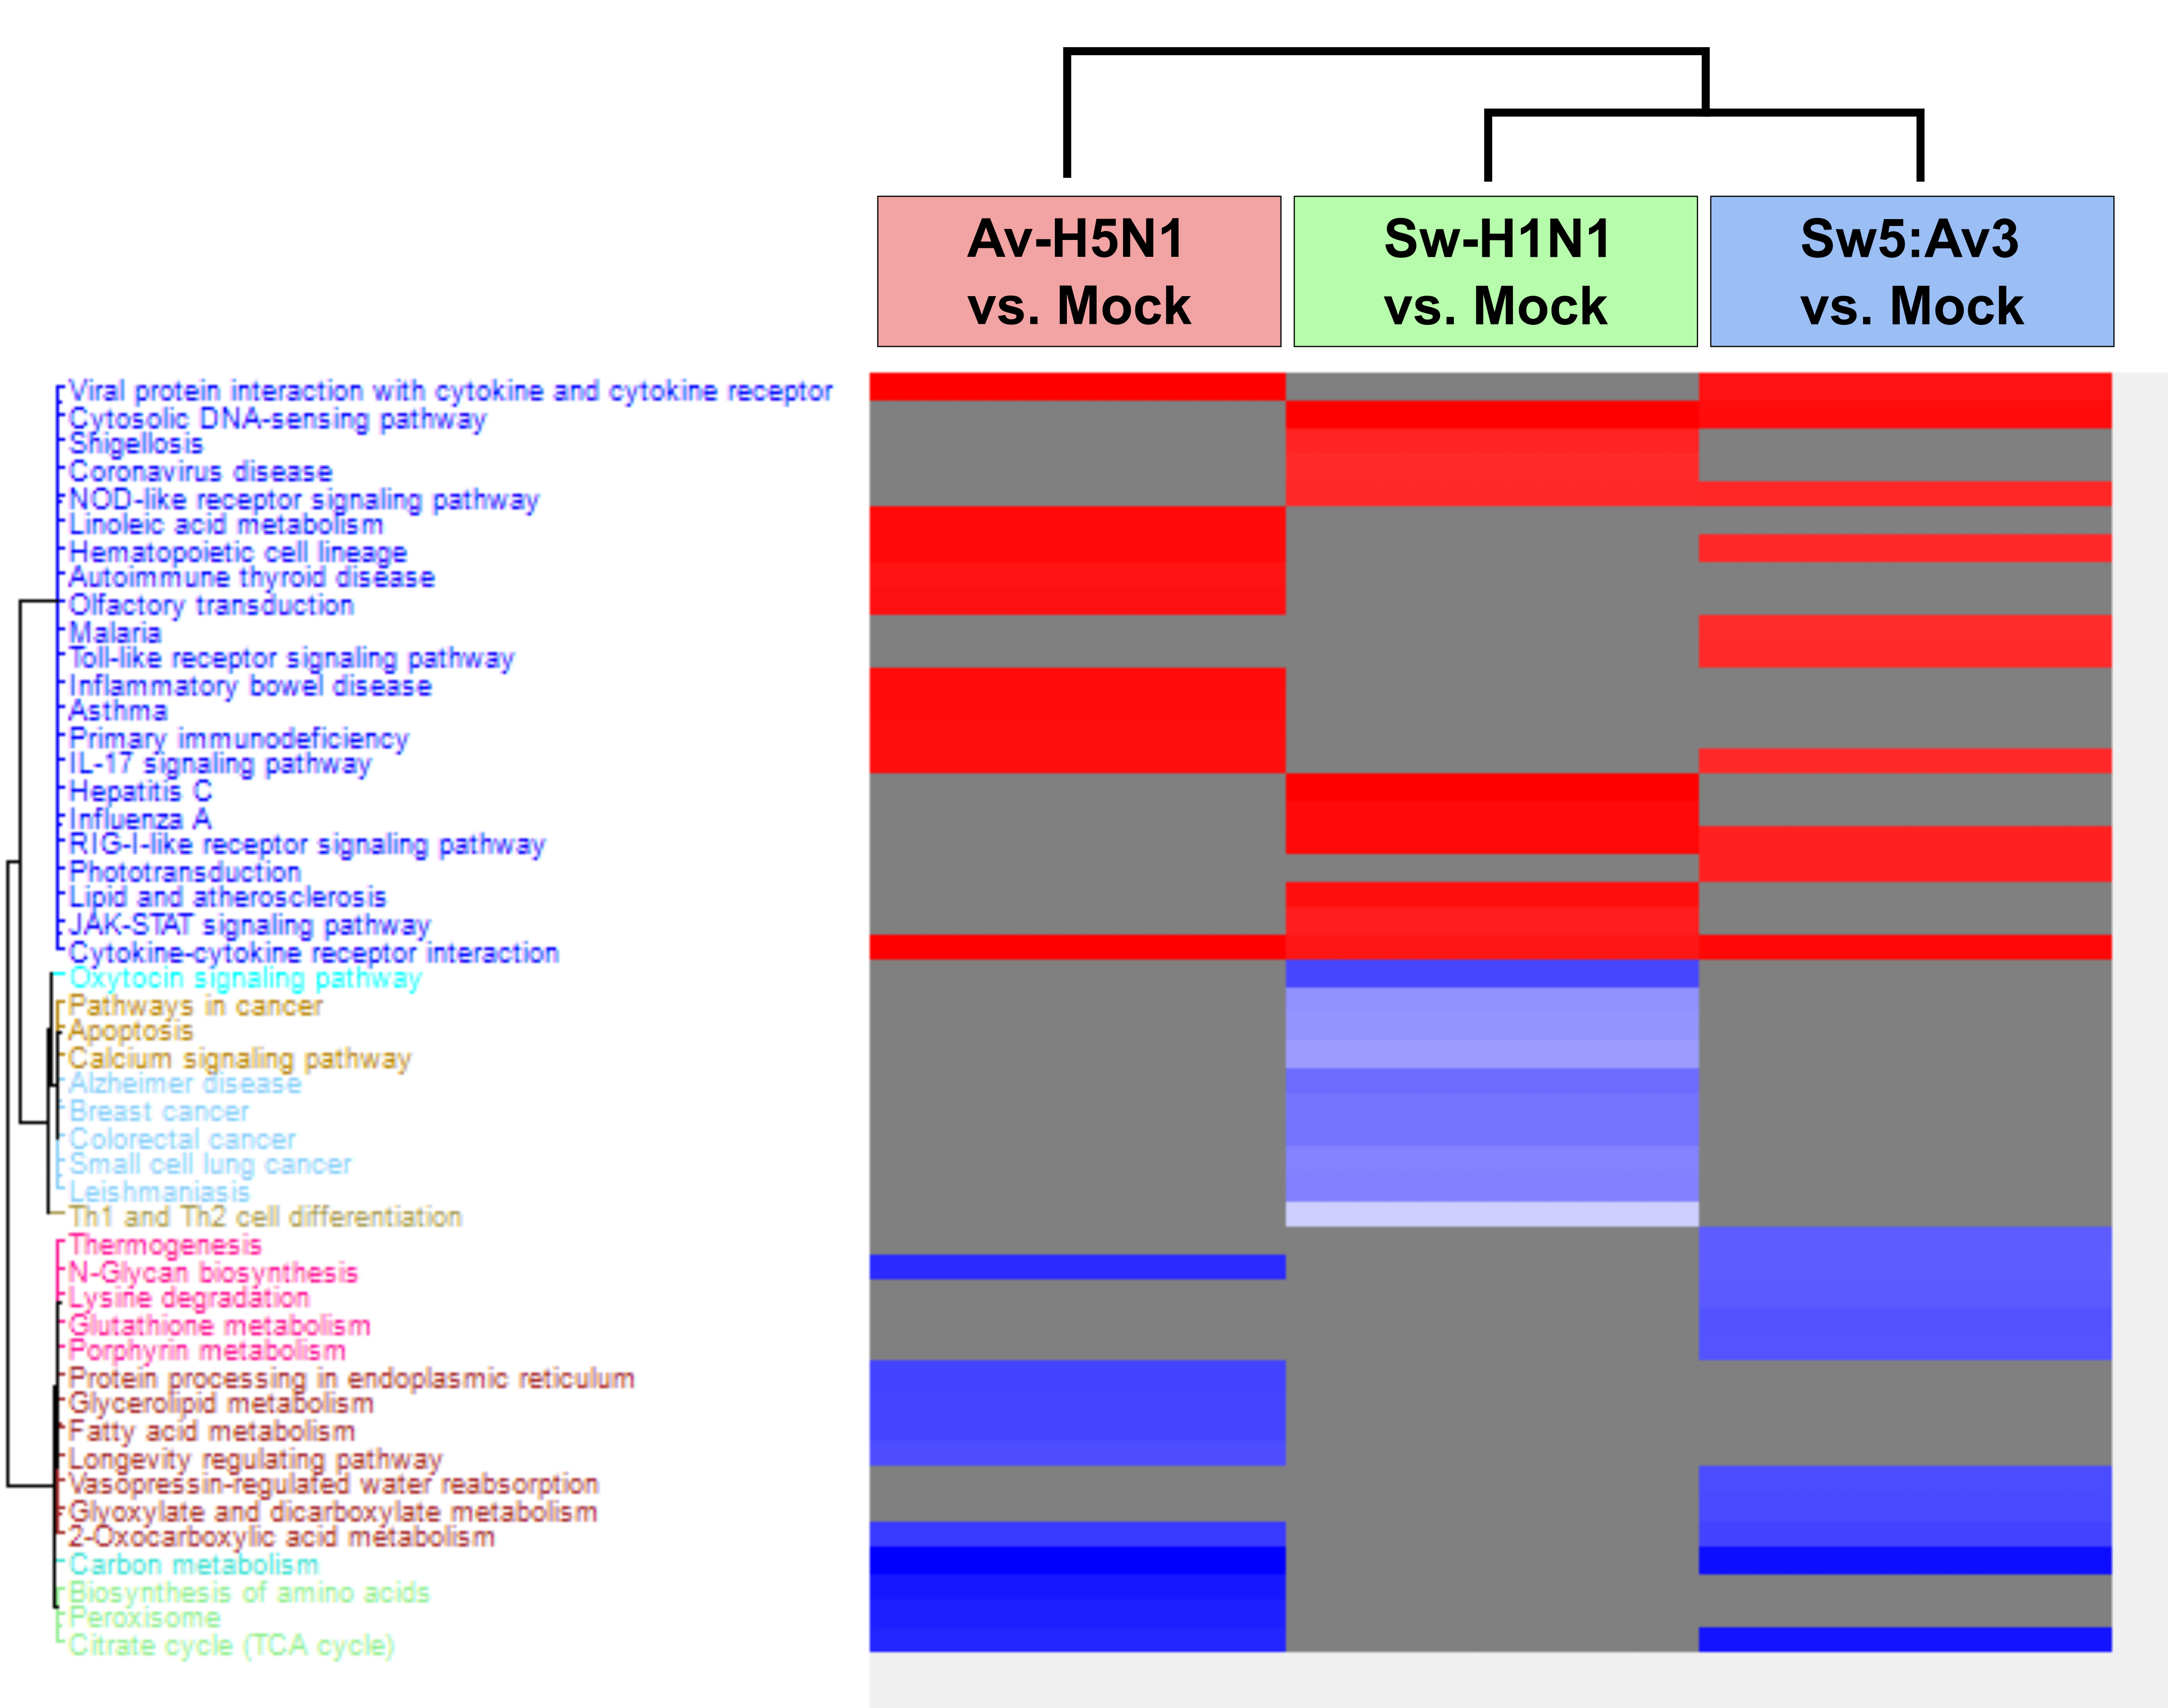 Av-H5N1
vs. Mock
Sw-H1N1
vs. Mock
Sw5:Av3
vs. Mock
Viral protein interaction with cytokine and cytokine receptor
Cytosolic DNA-sensing pathway
Shigellosis
Coronavirus disease
NOD-like receptor signaling pathway
Linoleic acid metabolism
Hematopoietic cell lineage
Autoimmune thyroid disease
Olfactory transduction
Malaria
Toll-like receptor signaling pathway
Inflammatory bowel disease
Asthma
Primary immunodeficiency
IL-17 signaling pathway
Hepatitis C
Influenza A
RIG-I-like receptor signaling pathway
Phototransduction
Lipid and atherosclerosis
JAK-STAT signaling pathway
Cytokine-cytokine receptor interaction
Oxytocin signaling pathway
Pathways in cancer
Apoptosis
Calcium signaling pathway
Alzheimer disease
Breast cancer
Colorectal cancer
Small cell lung cancer
Leishmaniasis
Th1 and Th2 cell differentiation
Thermogenesis
N-Glycan biosynthesis
Lysine degradation
Glutathione metabolism
Porphyrin metabolism
Protein processing in endoplasmic reticulum
Glycerolipid metabolism
Fatty acid metabolism
Longevity regulating pathway
Vasopressin-regulated water reabsorption
Glyoxylate and dicarboxylate metabolism
2-Oxocarboxylic acid metabolism
Carbon metabolism
Biosynthesis of amino acids
Peroxisome
Citrate cycle (TCA cycle)